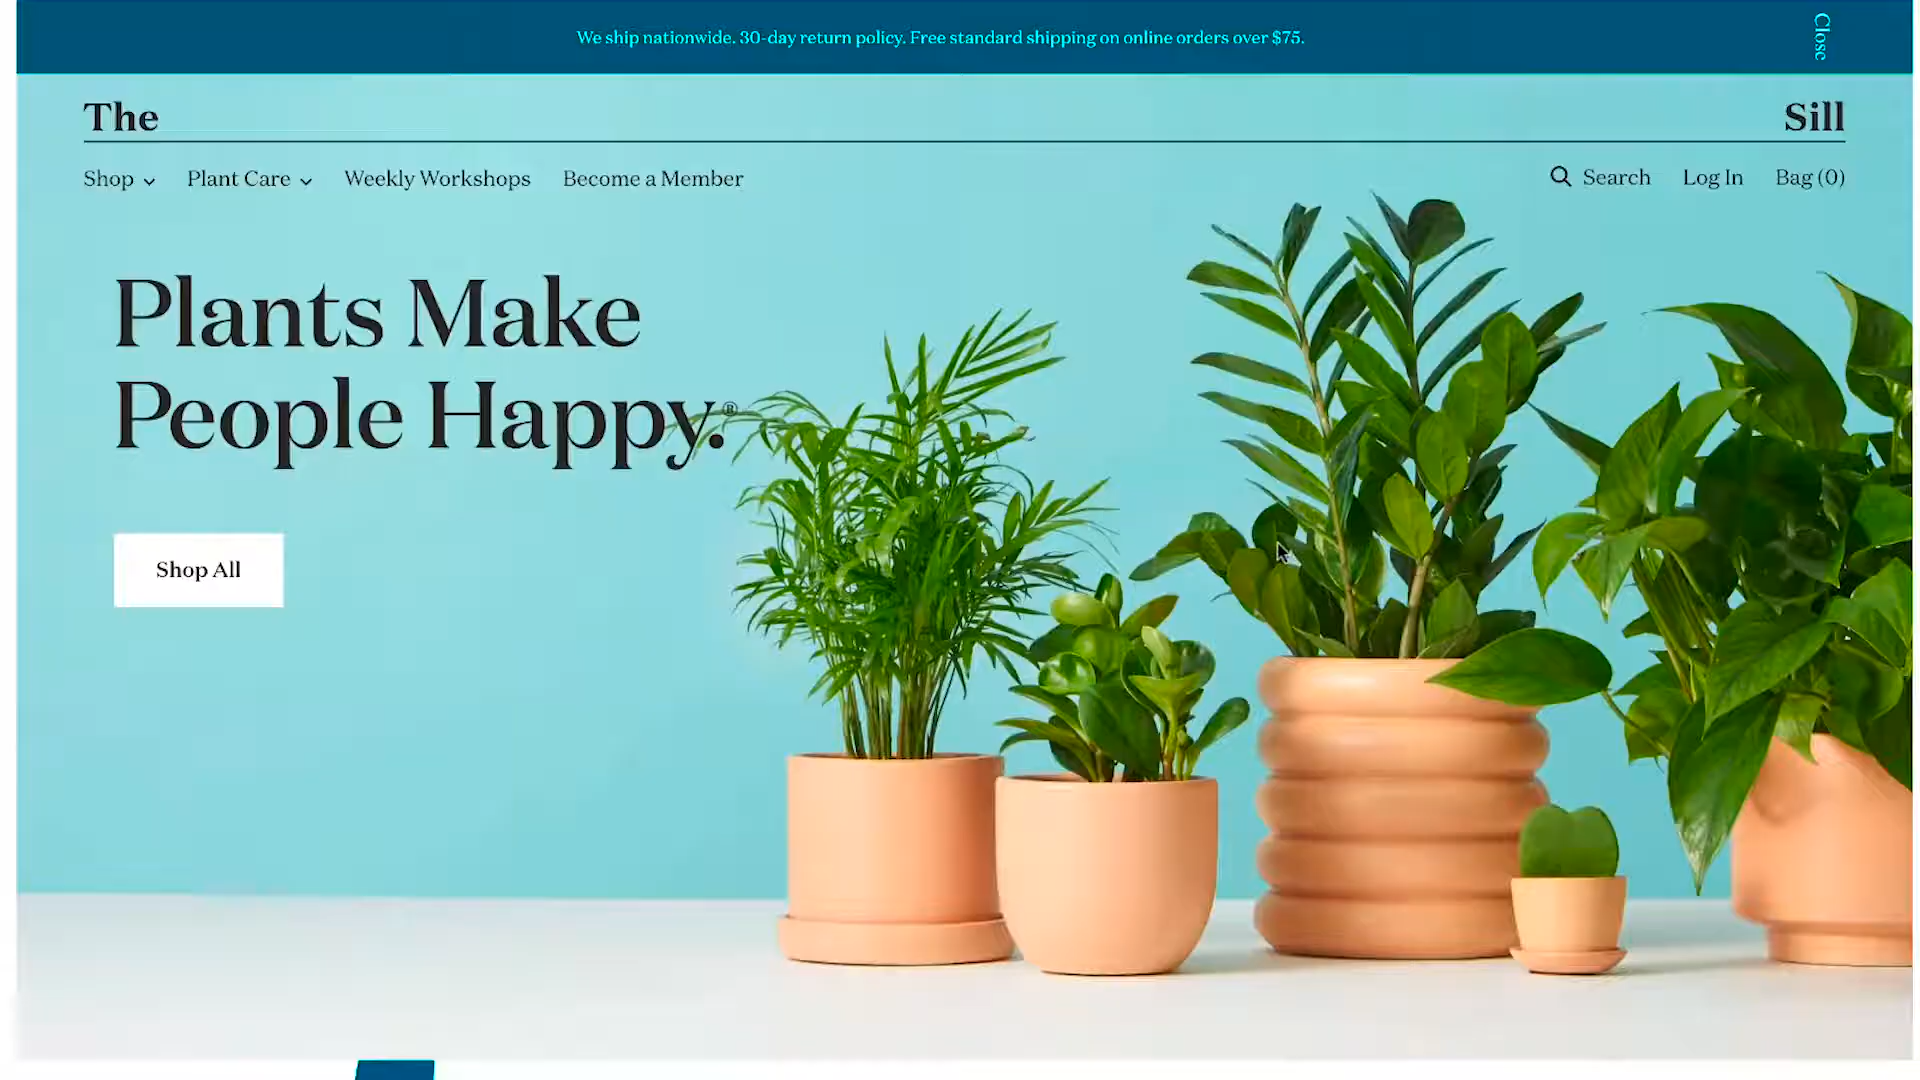 We ship nationwide. 30-day return policy. Free standard shipping on online orders over $75.
Close
The Sill
Shop Plant Care Weekly Workshops Become a Member Search Log In Bag (0)
Plants Make
People Happy.®
Shop All